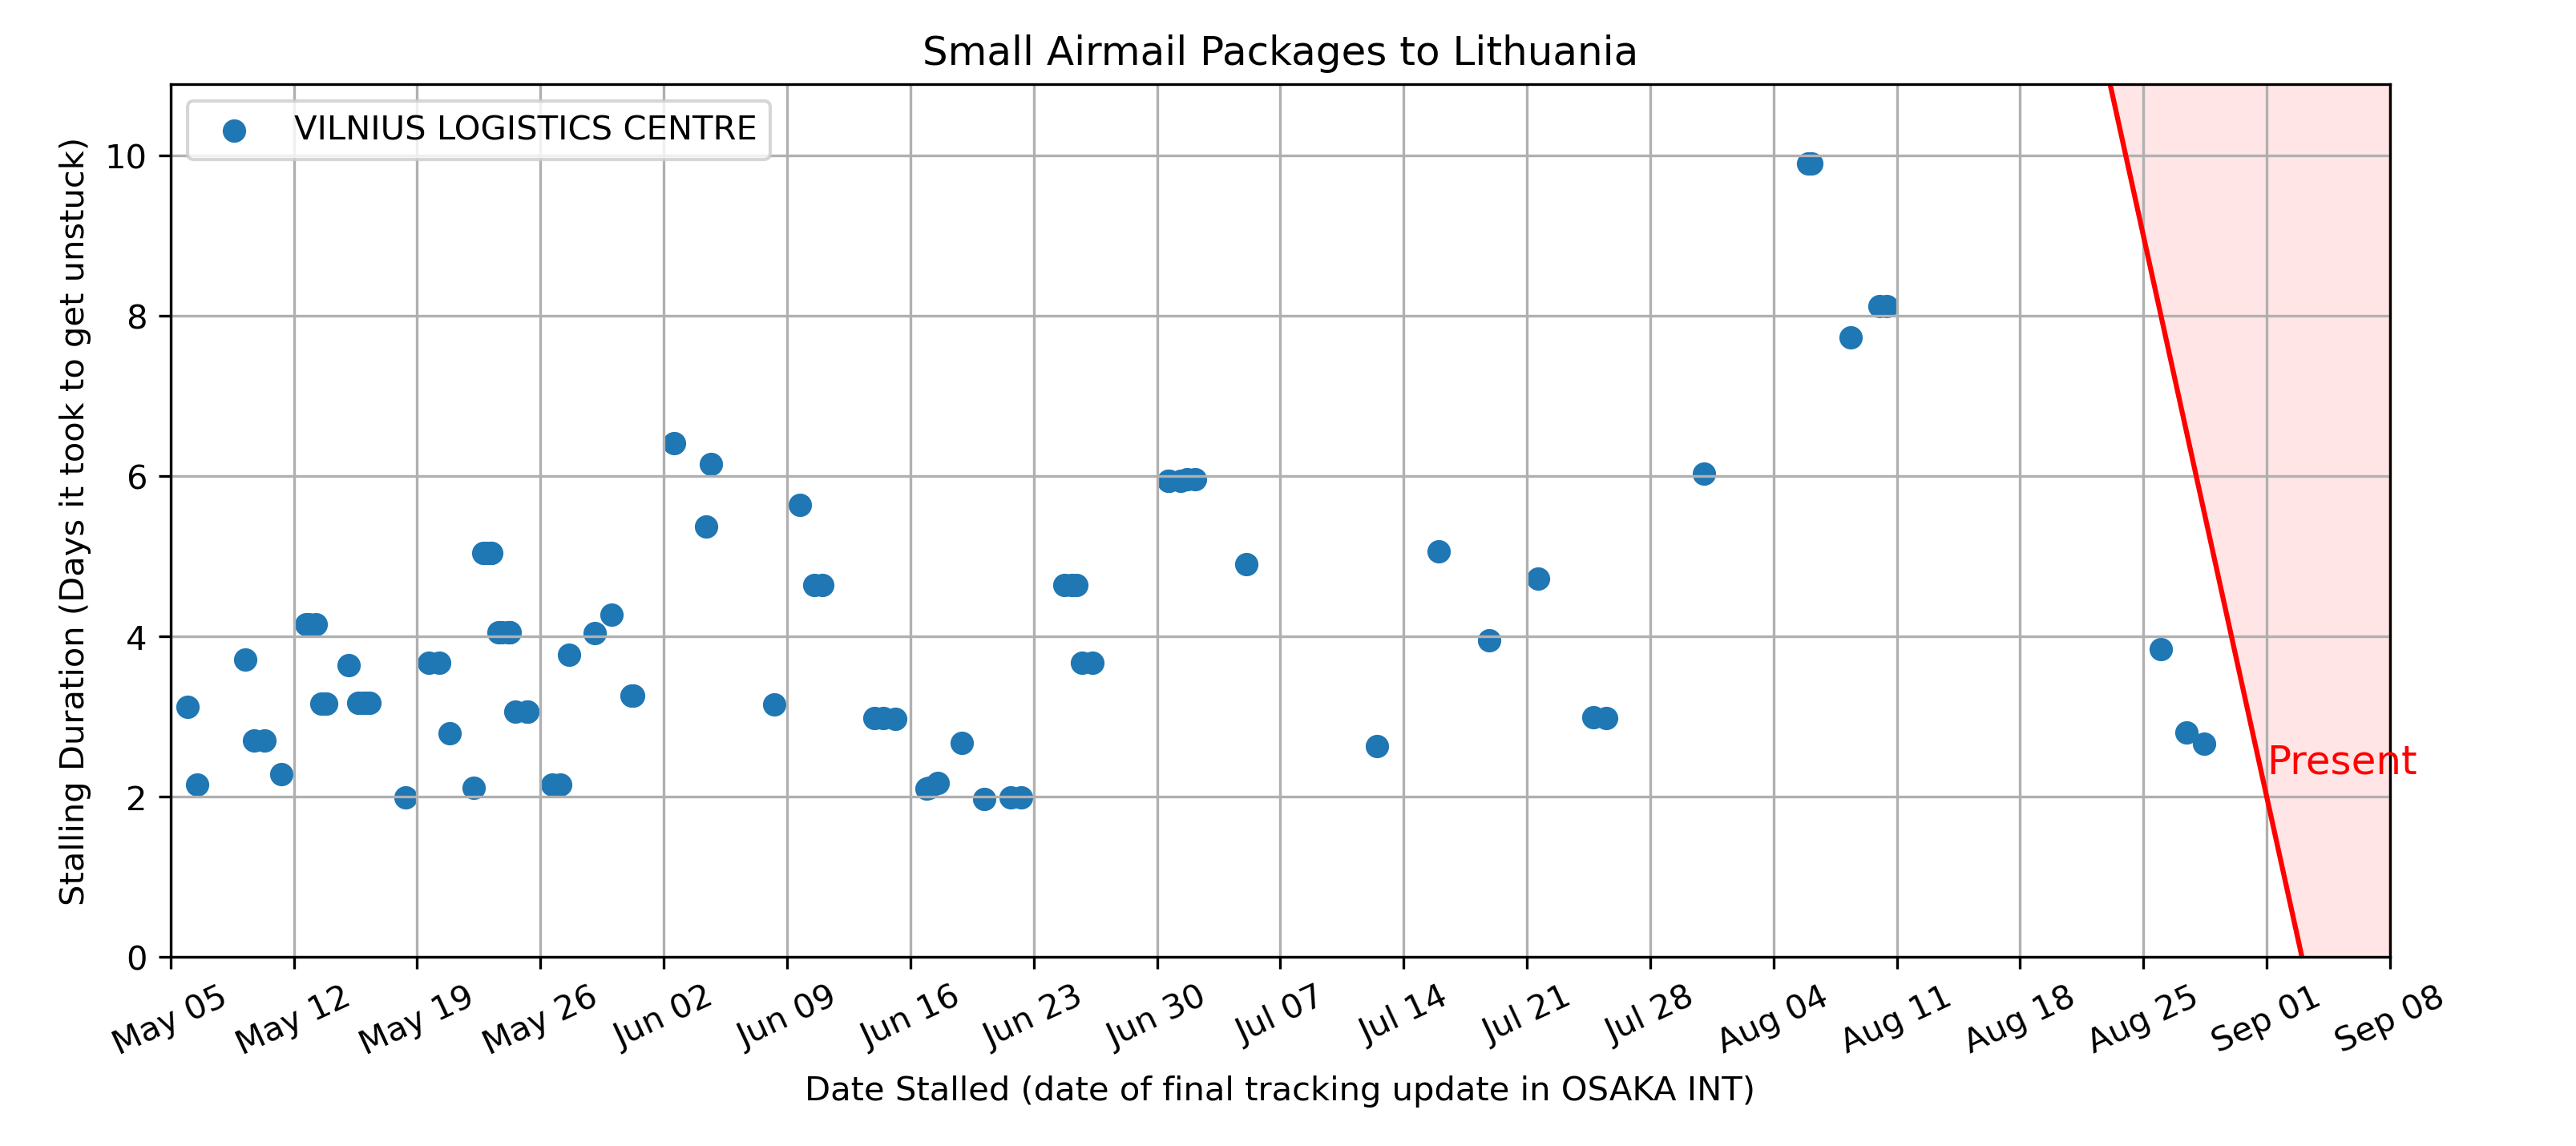 Small Airmail Packages to Lithuania
VILNIUS LOGISTICS CENTRE
Stalling Duration (Days it took to get unstuck)
10
8
6
4
2
0
Present
May 05
May 12
May 19
May 26
Jun 02
Jun 09
Jun 16
Jun 23
Jun 30
Jul 07
Jul 14
Jul 21
Jul 28
Aug 04
Aug 11
Aug 18
Aug 25
Sep 01
Sep 08
Date Stalled (date of final tracking update in OSAKA INT)